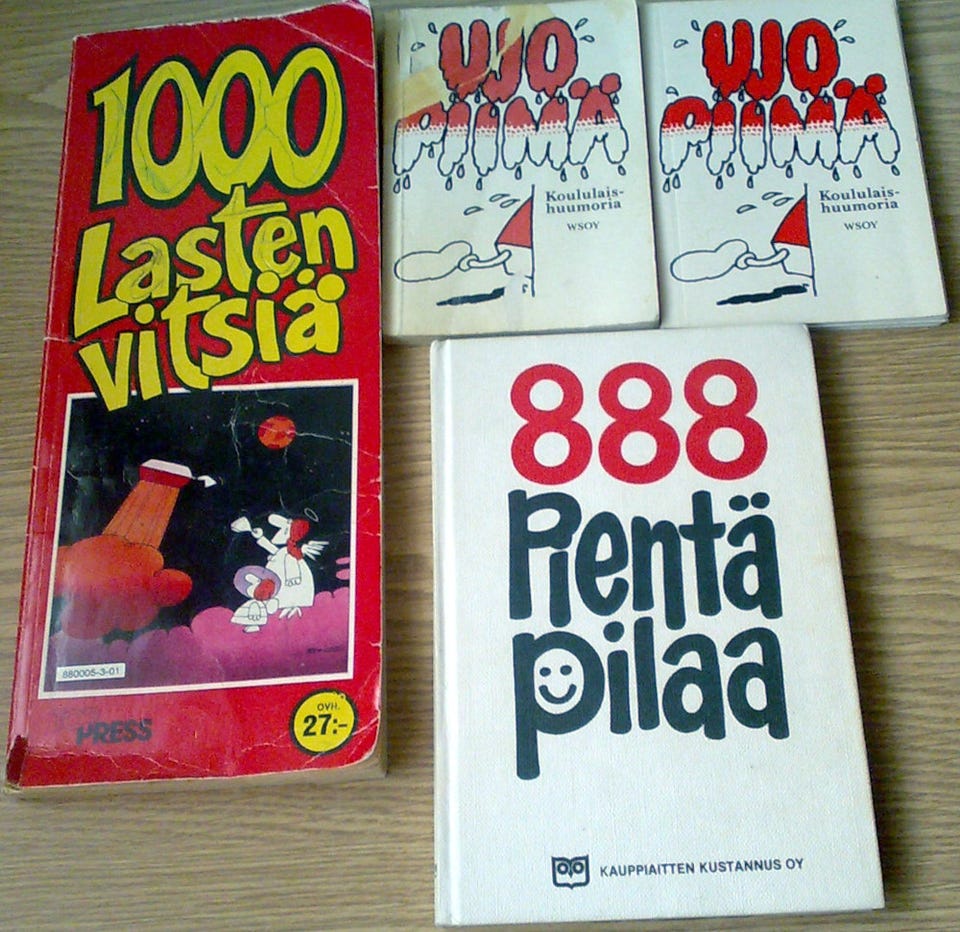 1000
Lasten
vitsiä
880005-3-01
PRESS
OVH.
27:-
UJO
PIIMÄ
Koululais-
huumoria
WSOY
UJO
PIIMÄ
Koululais-
huumoria
WSOY
888
Pientä
pilaa
KAUPPIAITTEN KUSTANNUS OY